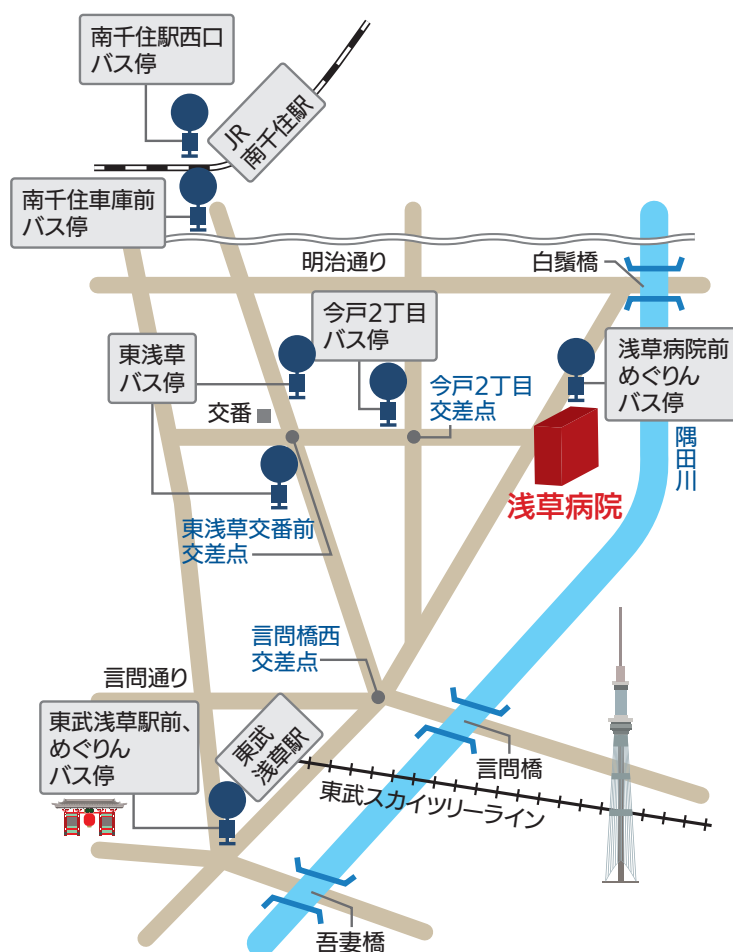 南千住駅西口
バス停
JR
南千住駅
南千住車庫前
バス停
明治通り
白鬚橋
今戸2丁目
バス停
東浅草
バス停
浅草病院前
めぐりん
バス停
今戸2丁目
交差点
交番
隅田川
浅草病院
東浅草交番前
交差点
言問橋西
交差点
言問通り
東武浅草駅前、
めぐりん
バス停
東武
浅草駅
言問橋
東武スカイツリーライン
吾妻橋